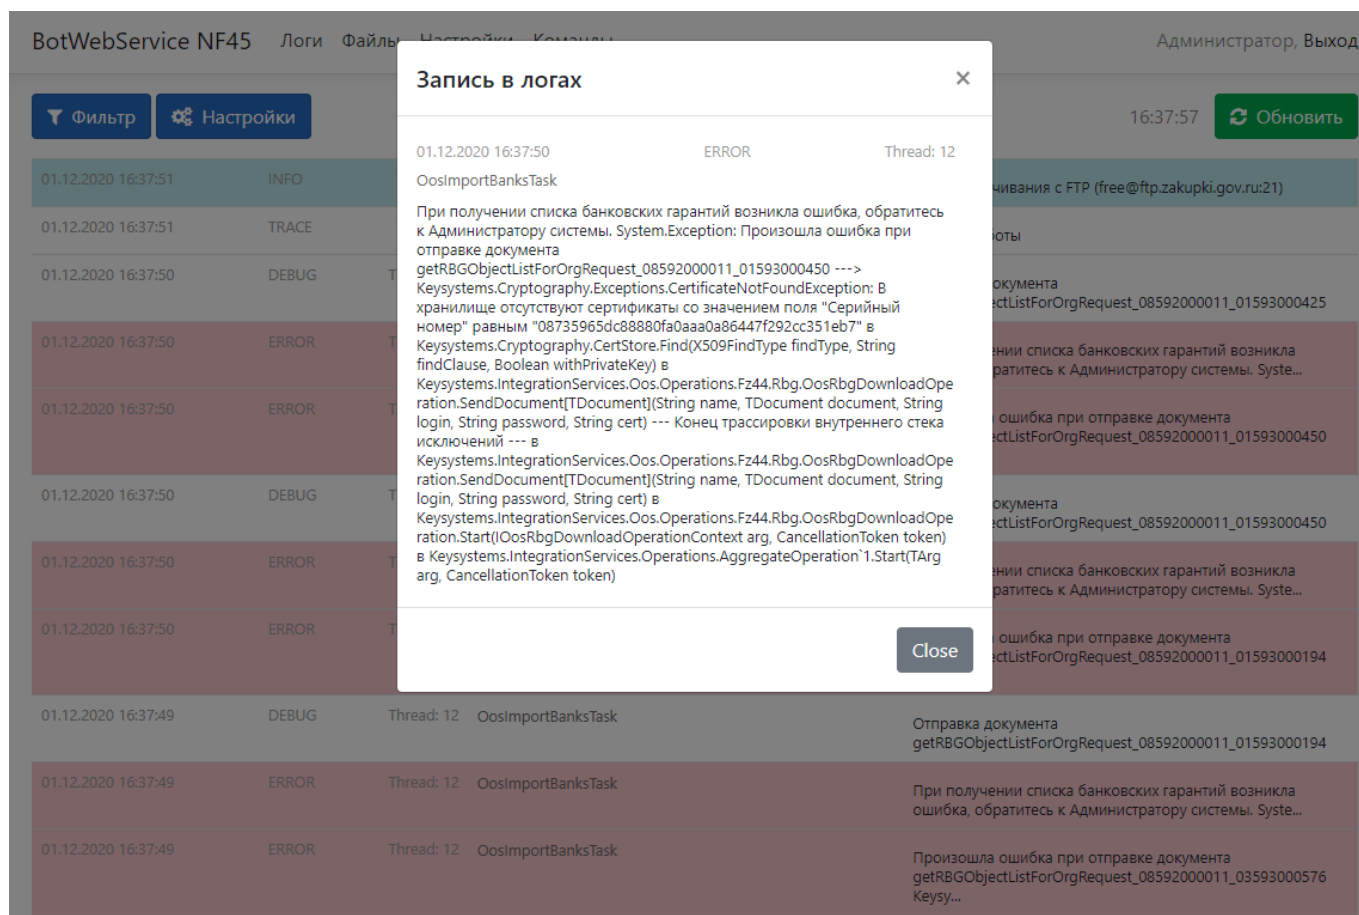 BotWebService NF45 Логи Файлы Настройки Команды Администратор, Выход
Фильтр Настройки 16:37:57 Обновить
Запись в логах ×
01.12.2020 16:37:50 ERROR Thread: 12
OosImportBanksTask
При получении списка банковских гарантий возникла ошибка, обратитесь
к Администратору системы. System.Exception: Произошла ошибка при
отправке документа
getRBGObjectListForOrgRequest_08592000011_01593000450 --->
Keysystems.Cryptography.Exceptions.CertificateNotFoundException: В
хранилище отсутствуют сертификаты со значением поля "Серийный
номер" равным "08735965dc88880fa0aaa0a86447f292cc351eb7" в
Keysystems.Cryptography.CertStore.Find(X509FindType findType, String
findClause, Boolean withPrivateKey) в
Keysystems.IntegrationServices.Oos.Operations.Fz44.Rbg.OosRbgDownloadOpe
ration.SendDocument[TDocument](String name, TDocument document, String
login, String password, String cert) --- Конец трассировки внутреннего стека
исключений --- в
Keysystems.IntegrationServices.Oos.Operations.Fz44.Rbg.OosRbgDownloadOpe
ration.SendDocument[TDocument](String name, TDocument document, String
login, String password, String cert) в
Keysystems.IntegrationServices.Oos.Operations.Fz44.Rbg.OosRbgDownloadOpe
ration.Start(IOosRbgDownloadOperationContext arg, CancellationToken token)
в Keysystems.IntegrationServices.Operations.AggregateOperation`1.Start(TArg
arg, CancellationToken token)
Close
01.12.2020 16:37:51 INFO
чивания с FTP (free@ftp.zakupki.gov.ru:21)
01.12.2020 16:37:51 TRACE
оты
01.12.2020 16:37:50 DEBUG T
окумента
ectListForOrgRequest_08592000011_01593000425
01.12.2020 16:37:50 ERROR T
ении списка банковских гарантий возникла
ратитесь к Администратору системы. Syste...
01.12.2020 16:37:50 ERROR T
ошибка при отправке документа
ectListForOrgRequest_08592000011_01593000450
01.12.2020 16:37:50 DEBUG T
окумента
ectListForOrgRequest_08592000011_01593000450
01.12.2020 16:37:50 ERROR T
ении списка банковских гарантий возникла
ратитесь к Администратору системы. Syste...
01.12.2020 16:37:50 ERROR T
ошибка при отправке документа
ectListForOrgRequest_08592000011_01593000194
01.12.2020 16:37:49 DEBUG Thread: 12 OosImportBanksTask
Отправка документа
getRBGObjectListForOrgRequest_08592000011_01593000194
01.12.2020 16:37:49 ERROR Thread: 12 OosImportBanksTask
При получении списка банковских гарантий возникла
ошибка, обратитесь к Администратору системы. Syste...
01.12.2020 16:37:49 ERROR Thread: 12 OosImportBanksTask
Произошла ошибка при отправке документа
getRBGObjectListForOrgRequest_08592000011_03593000576
Keysy...